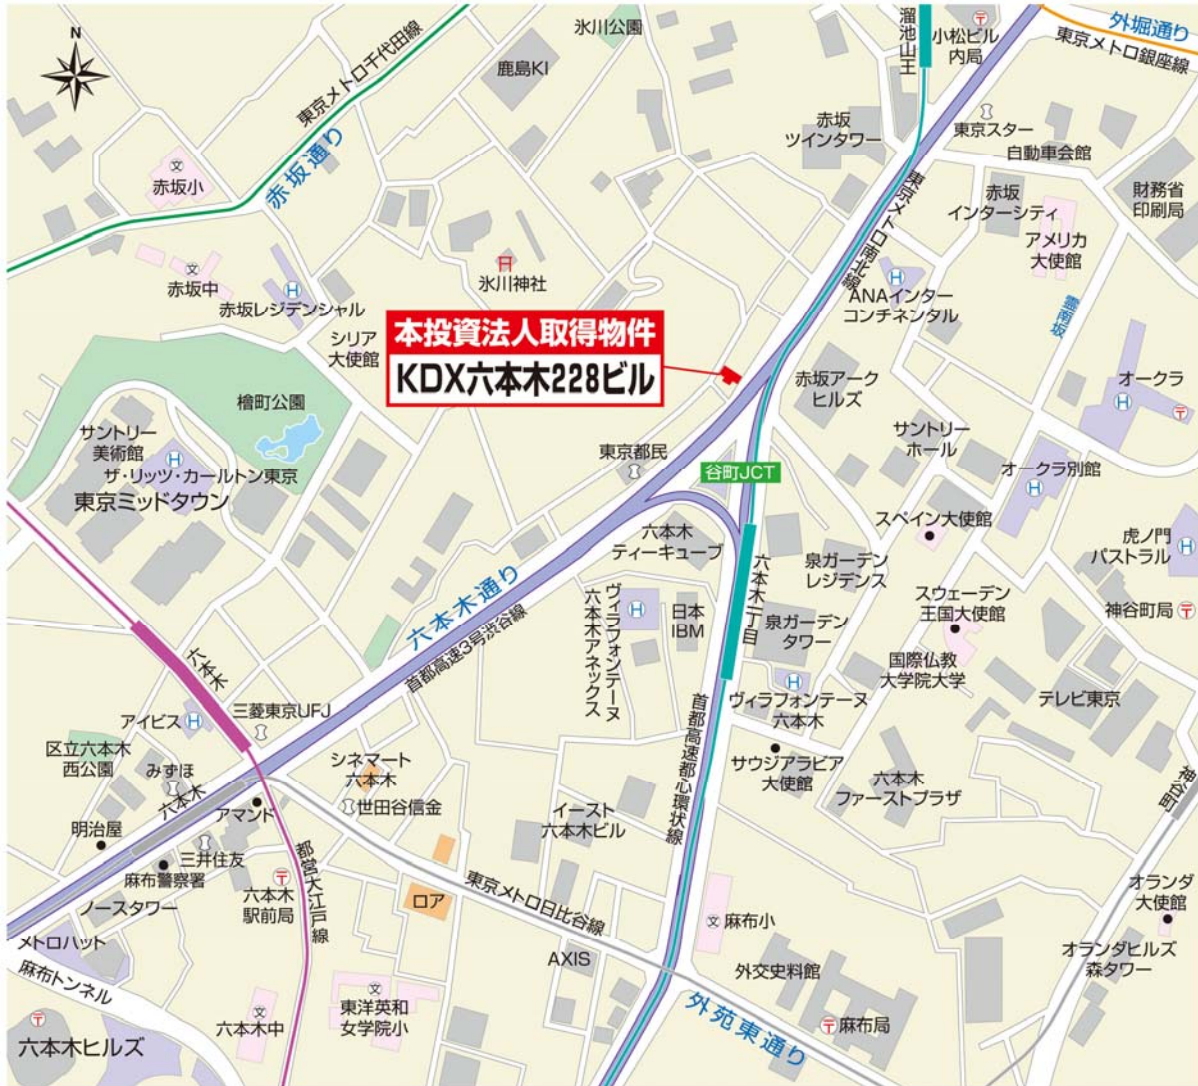 N
氷川公園
溜池山王
小松ビル
内局
外堀通り
東京メトロ銀座線
鹿島KI
東京メトロ千代田線
赤坂通り
赤坂
ツインタワー
東京スター
自動車会館
赤坂小
赤坂
インターシティ
財務省
印刷局
東京メトロ南北線
アメリカ
大使館
赤坂中
氷川神社
赤坂レジデンシャル
ANAインター
コンチネンタル
霊南坂
本投資法人取得物件
KDX六本木228ビル
シリア
大使館
赤坂アーク
ヒルズ
オークラ
檜町公園
サントリー
美術館
ザ・リッツ・カールトン東京
東京ミッドタウン
東京都民
谷町JCT
サントリー
ホール
オークラ別館
スペイン大使館
六本木
ティーキューブ
六本木通り
首都高速3号渋谷線
六本木一丁目
泉ガーデン
レジデンス
虎ノ門
パストラル
ヴィラフォンテーヌ
六本木アネックス
日本
IBM
泉ガーデン
タワー
スウェーデン
王国大使館
神谷町局
国際仏教
大学院大学
六本木
ヴィラフォンテーヌ
六本木
テレビ東京
アイビス
三菱東京UFJ
首都高速都心環状線
区立六本木
西公園
みずほ
シネマート
六本木
サウジアラビア
大使館
六本木
ファーストプラザ
神谷町
六本木
アマンド
世田谷信金
イースト
六本木ビル
明治屋
三井住友
麻布警察署
六本木
駅前局
都営大江戸線
東京メトロ日比谷線
ロア
ノースタワー
オランダ
大使館
麻布小
メトロハット
麻布トンネル
AXIS
外交史料館
オランダヒルズ
森タワー
東洋英和
女学院小
六本木中
外苑東通り
麻布局
六本木ヒルズ